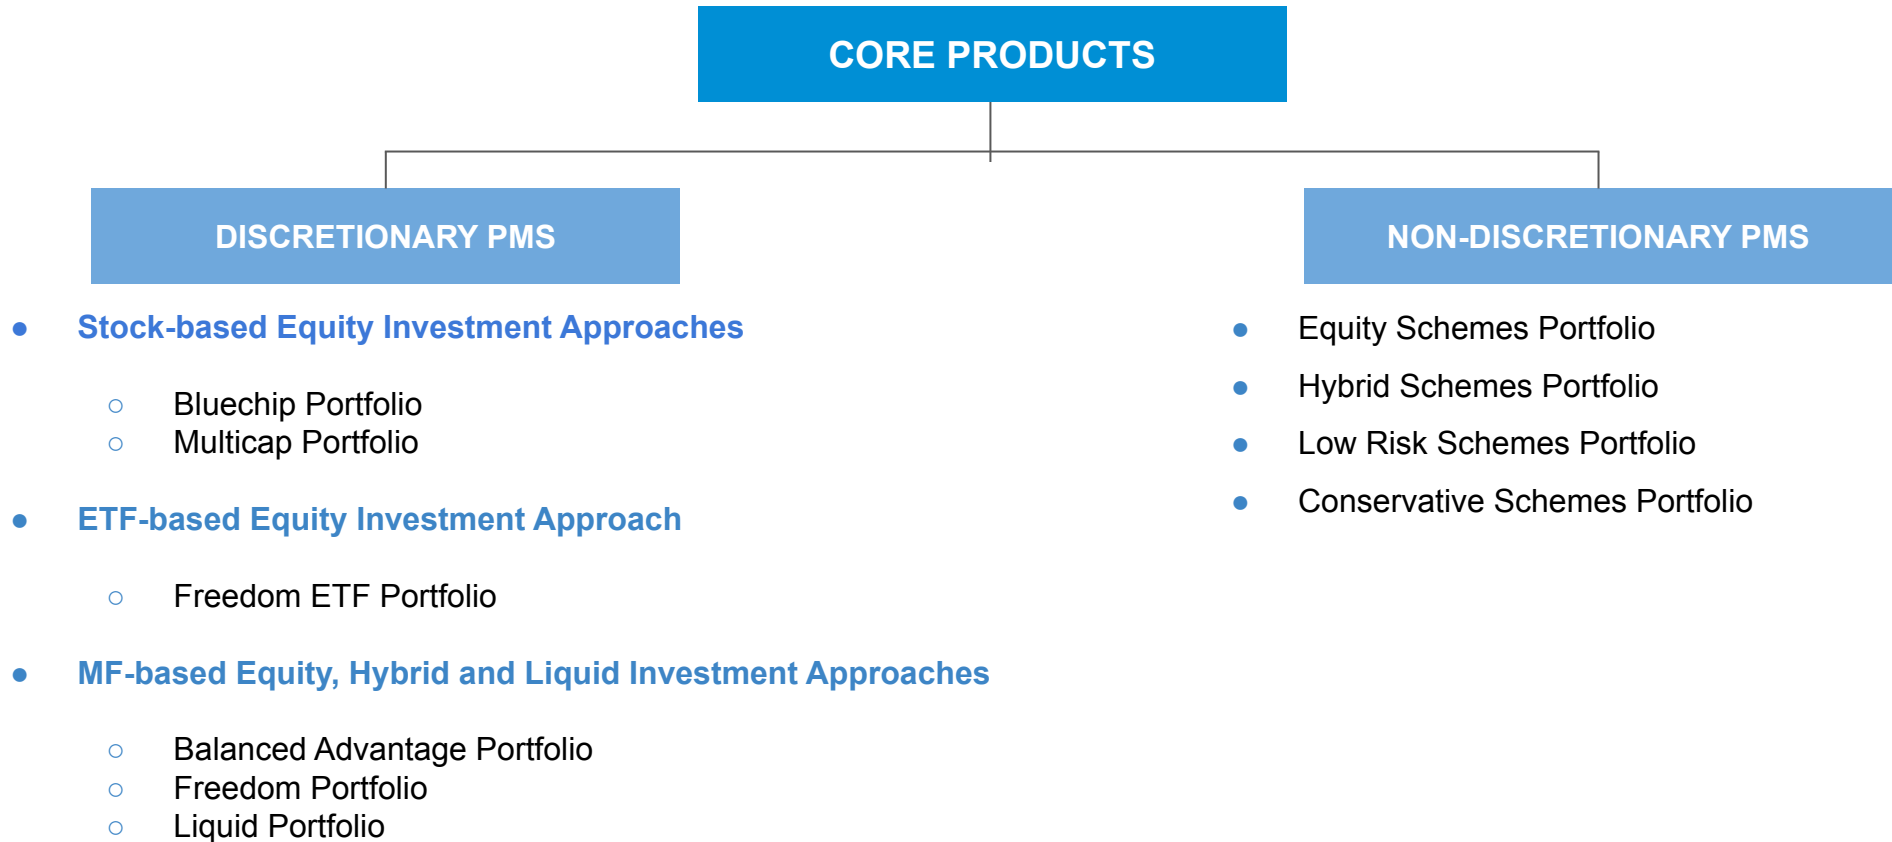 CORE PRODUCTS
DISCRETIONARY PMS
● Stock-based Equity Investment Approaches
○ Bluechip Portfolio
○ Multicap Portfolio
● ETF-based Equity Investment Approach
○ Freedom ETF Portfolio
● MF-based Equity, Hybrid and Liquid Investment Approaches
○ Balanced Advantage Portfolio
○ Freedom Portfolio
○ Liquid Portfolio
NON-DISCRETIONARY PMS
● Equity Schemes Portfolio
● Hybrid Schemes Portfolio
● Low Risk Schemes Portfolio
● Conservative Schemes Portfolio